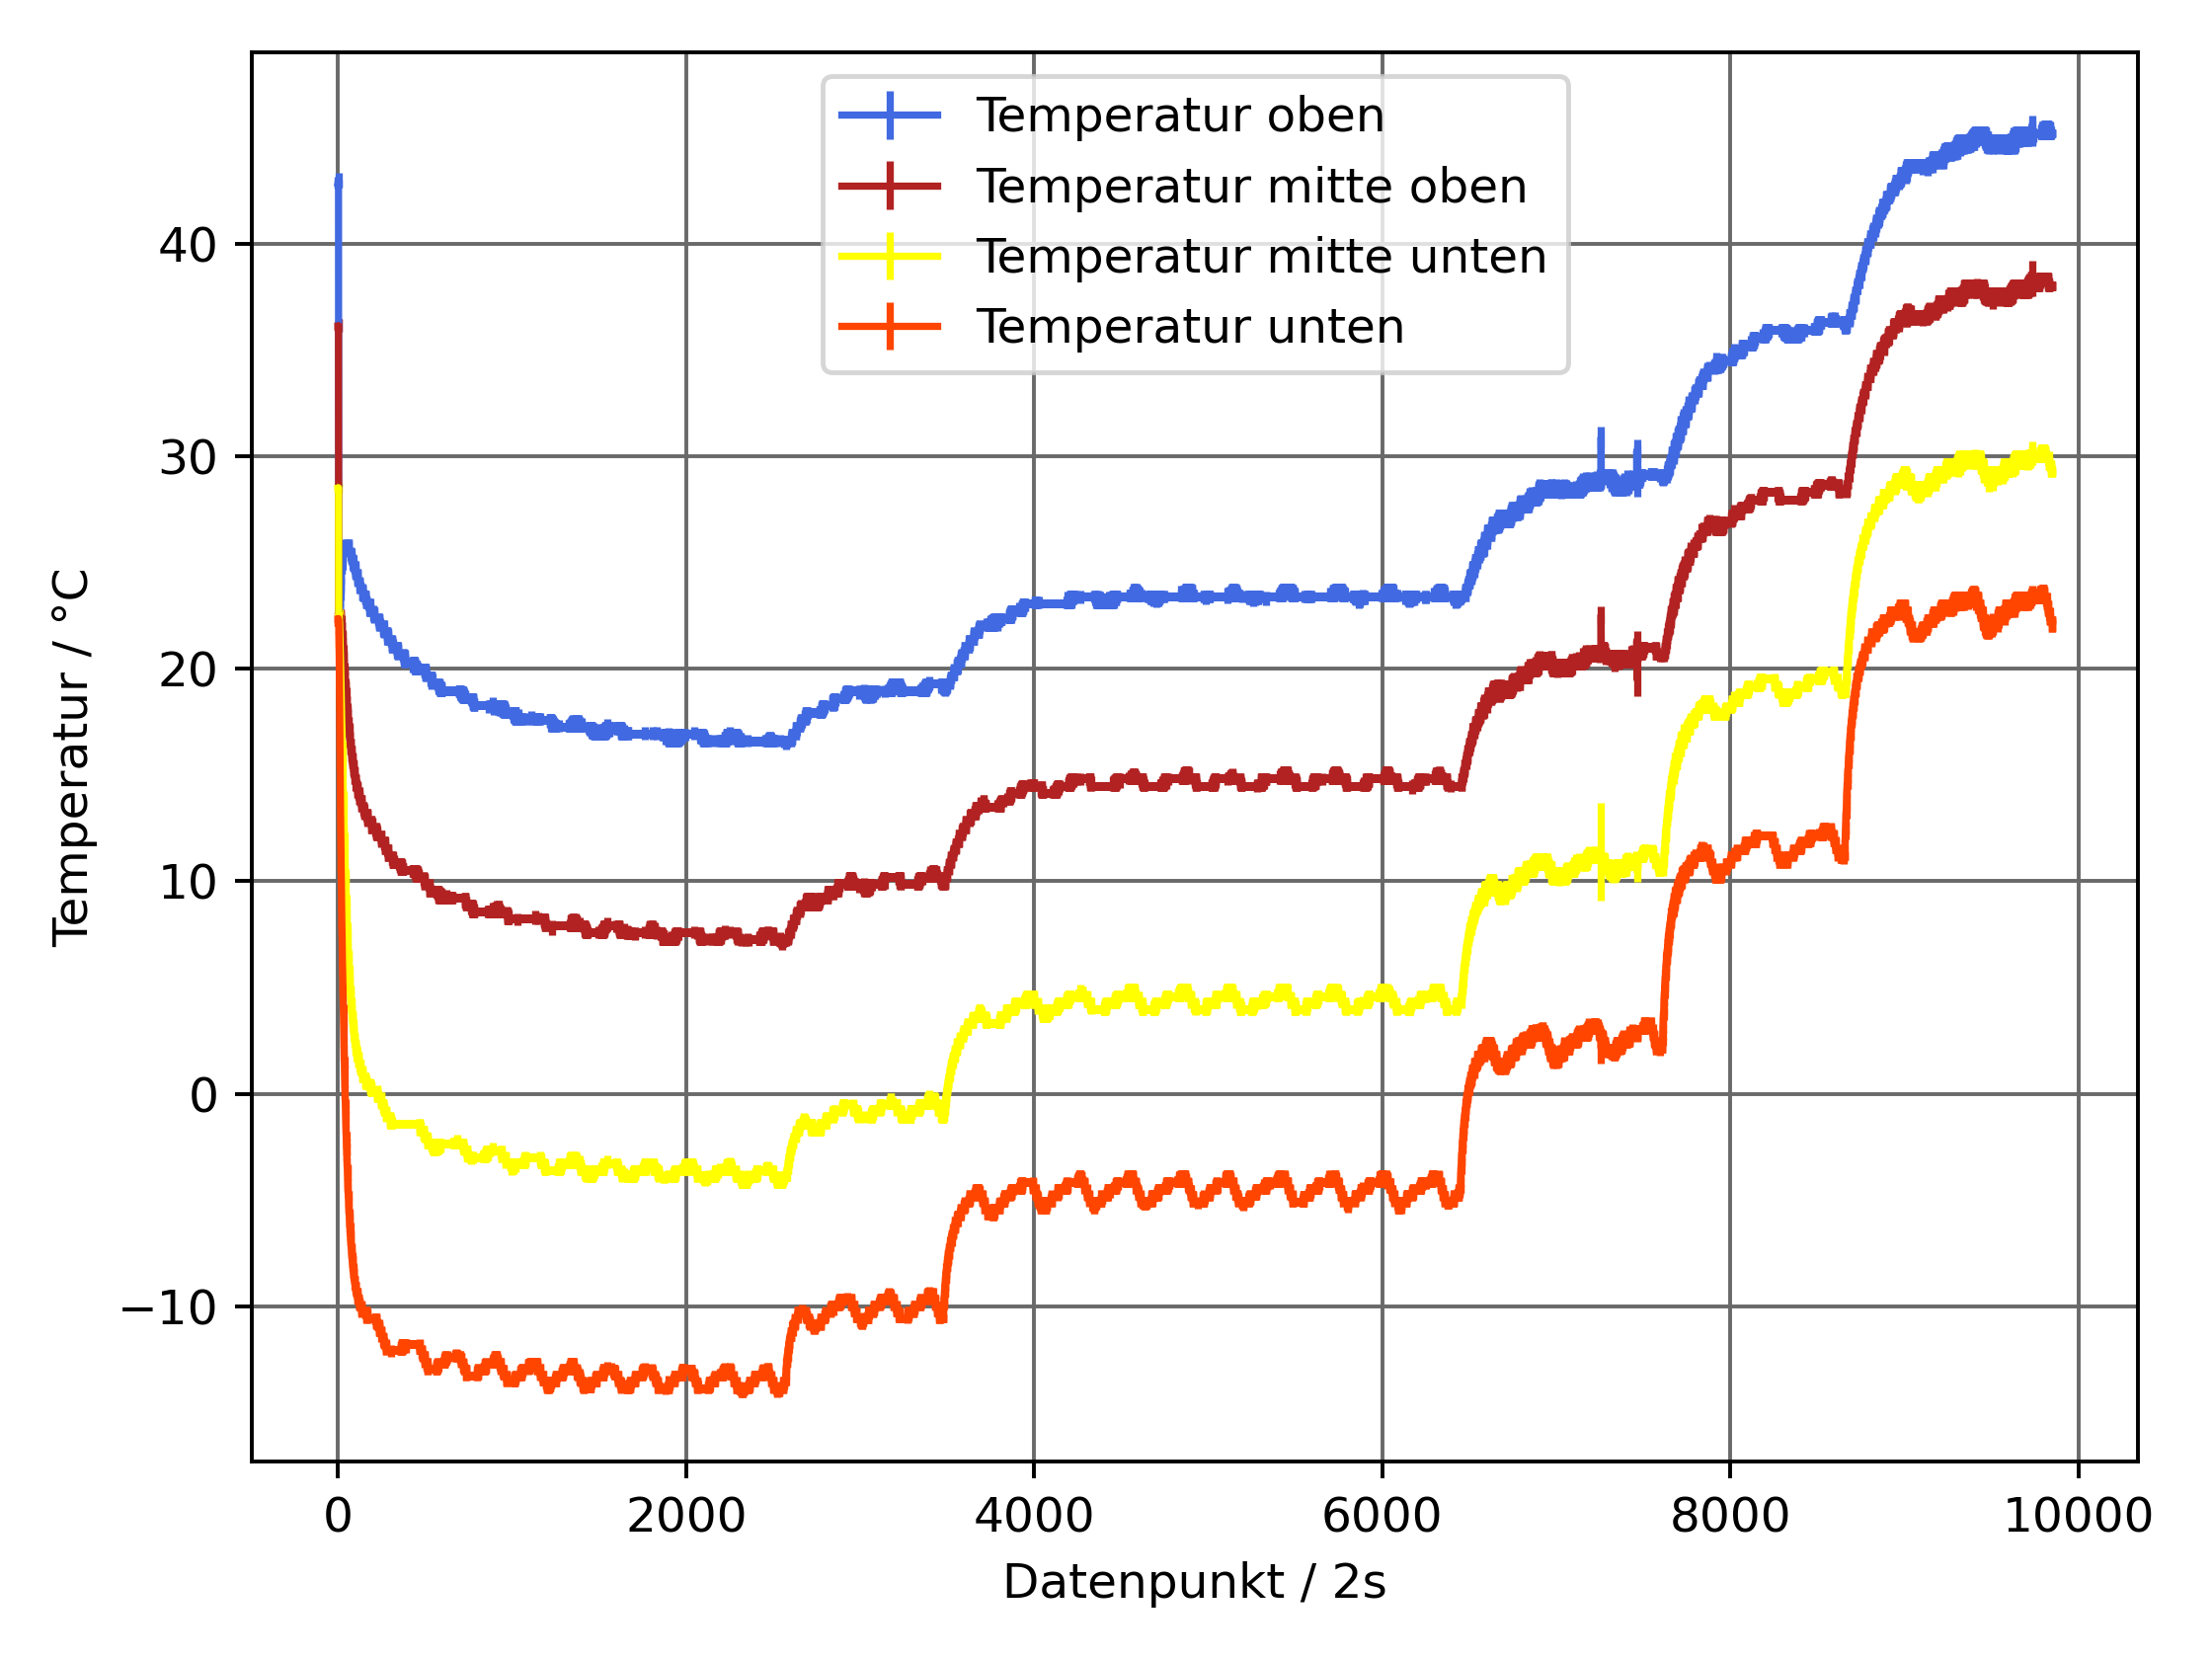 Temperatur oben
Temperatur mitte oben
Temperatur mitte unten
Temperatur unten
Temperatur / °C
40
30
20
10
0
−10
0 2000 4000 6000 8000 10000
Datenpunkt / 2s